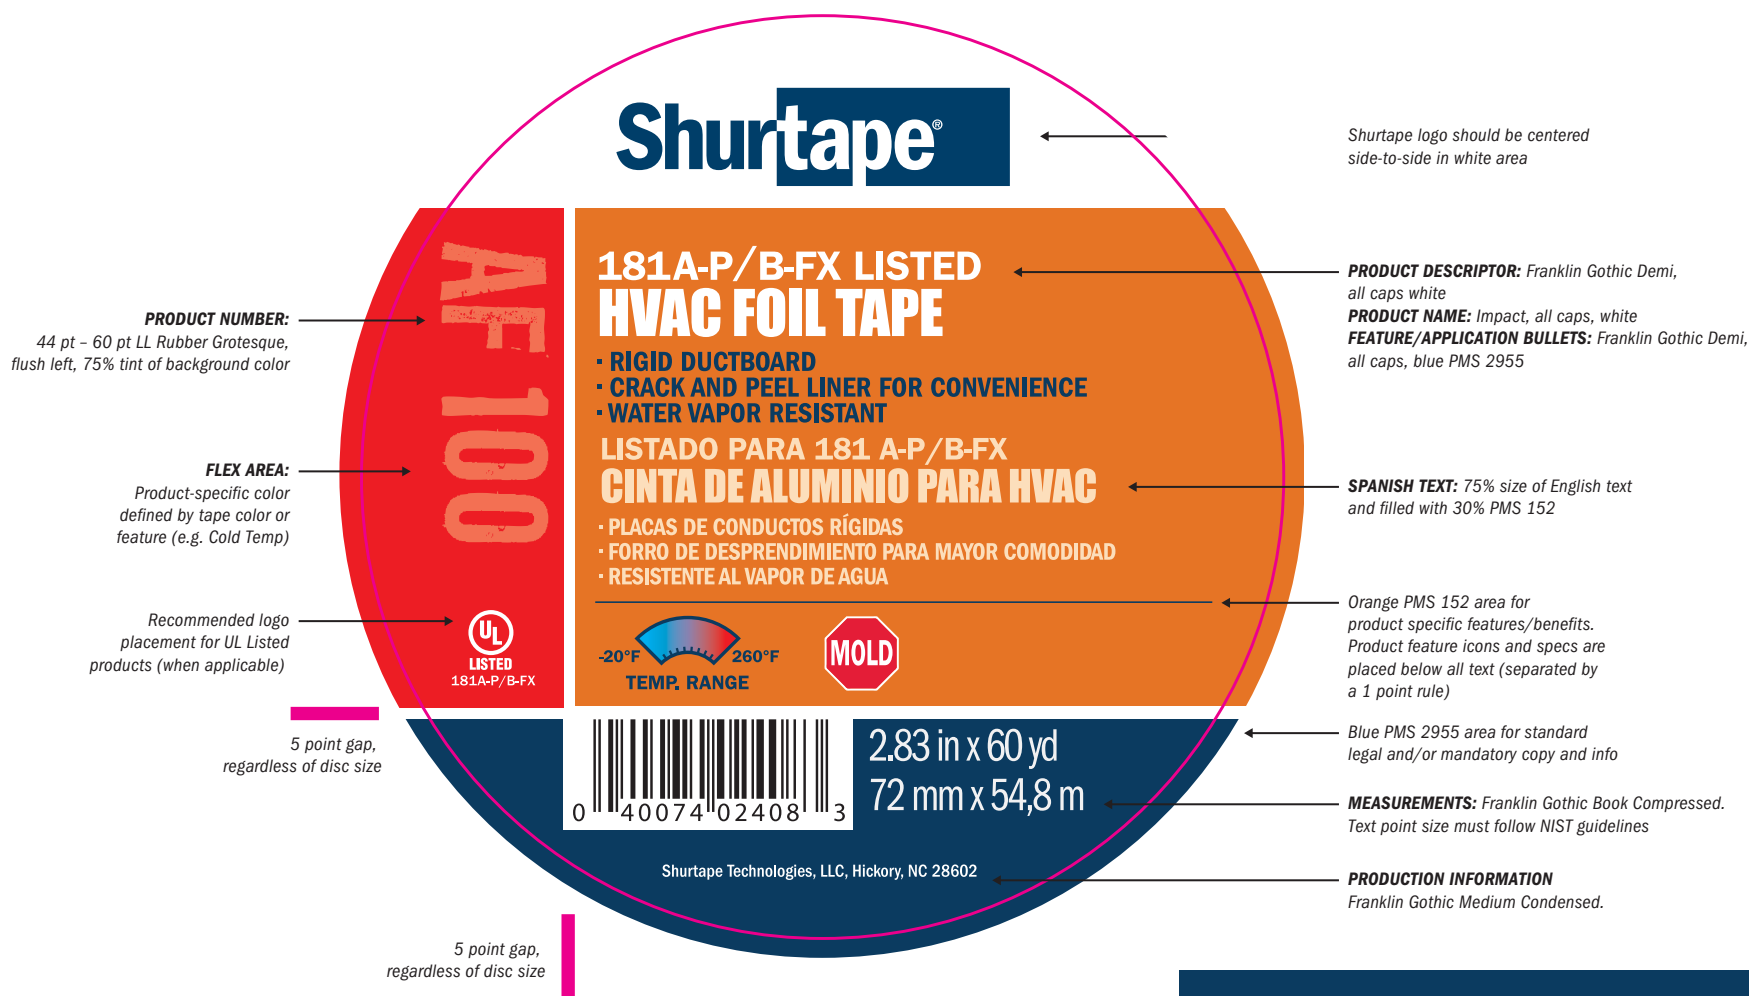 Shurtape®
Shurtape logo should be centered
side-to-side in white area
AF 100
PRODUCT NUMBER:
44 pt – 60 pt LL Rubber Grotesque,
flush left, 75% tint of background color
FLEX AREA:
Product-specific color
defined by tape color or
feature (e.g. Cold Temp)
Recommended logo
placement for UL Listed
products (when applicable)
UL
LISTED
181A-P/B-FX
5 point gap,
regardless of disc size
181A-P/B-FX LISTED
HVAC FOIL TAPE
· RIGID DUCTBOARD
· CRACK AND PEEL LINER FOR CONVENIENCE
· WATER VAPOR RESISTANT
LISTADO PARA 181 A-P/B-FX
CINTA DE ALUMINIO PARA HVAC
· PLACAS DE CONDUCTOS RÍGIDAS
· FORRO DE DESPRENDIMIENTO PARA MAYOR COMODIDAD
· RESISTENTE AL VAPOR DE AGUA
-20°F 260°F
TEMP. RANGE
MOLD
PRODUCT DESCRIPTOR: Franklin Gothic Demi,
all caps white
PRODUCT NAME: Impact, all caps, white
FEATURE/APPLICATION BULLETS: Franklin Gothic Demi,
all caps, blue PMS 2955
SPANISH TEXT: 75% size of English text
and filled with 30% PMS 152
Orange PMS 152 area for
product specific features/benefits.
Product feature icons and specs are
placed below all text (separated by
a 1 point rule)
Blue PMS 2955 area for standard
legal and/or mandatory copy and info
0 40074 02408 3
2.83 in x 60 yd
72 mm x 54,8 m
MEASUREMENTS: Franklin Gothic Book Compressed.
Text point size must follow NIST guidelines
Shurtape Technologies, LLC, Hickory, NC 28602
PRODUCTION INFORMATION
Franklin Gothic Medium Condensed.
5 point gap,
regardless of disc size